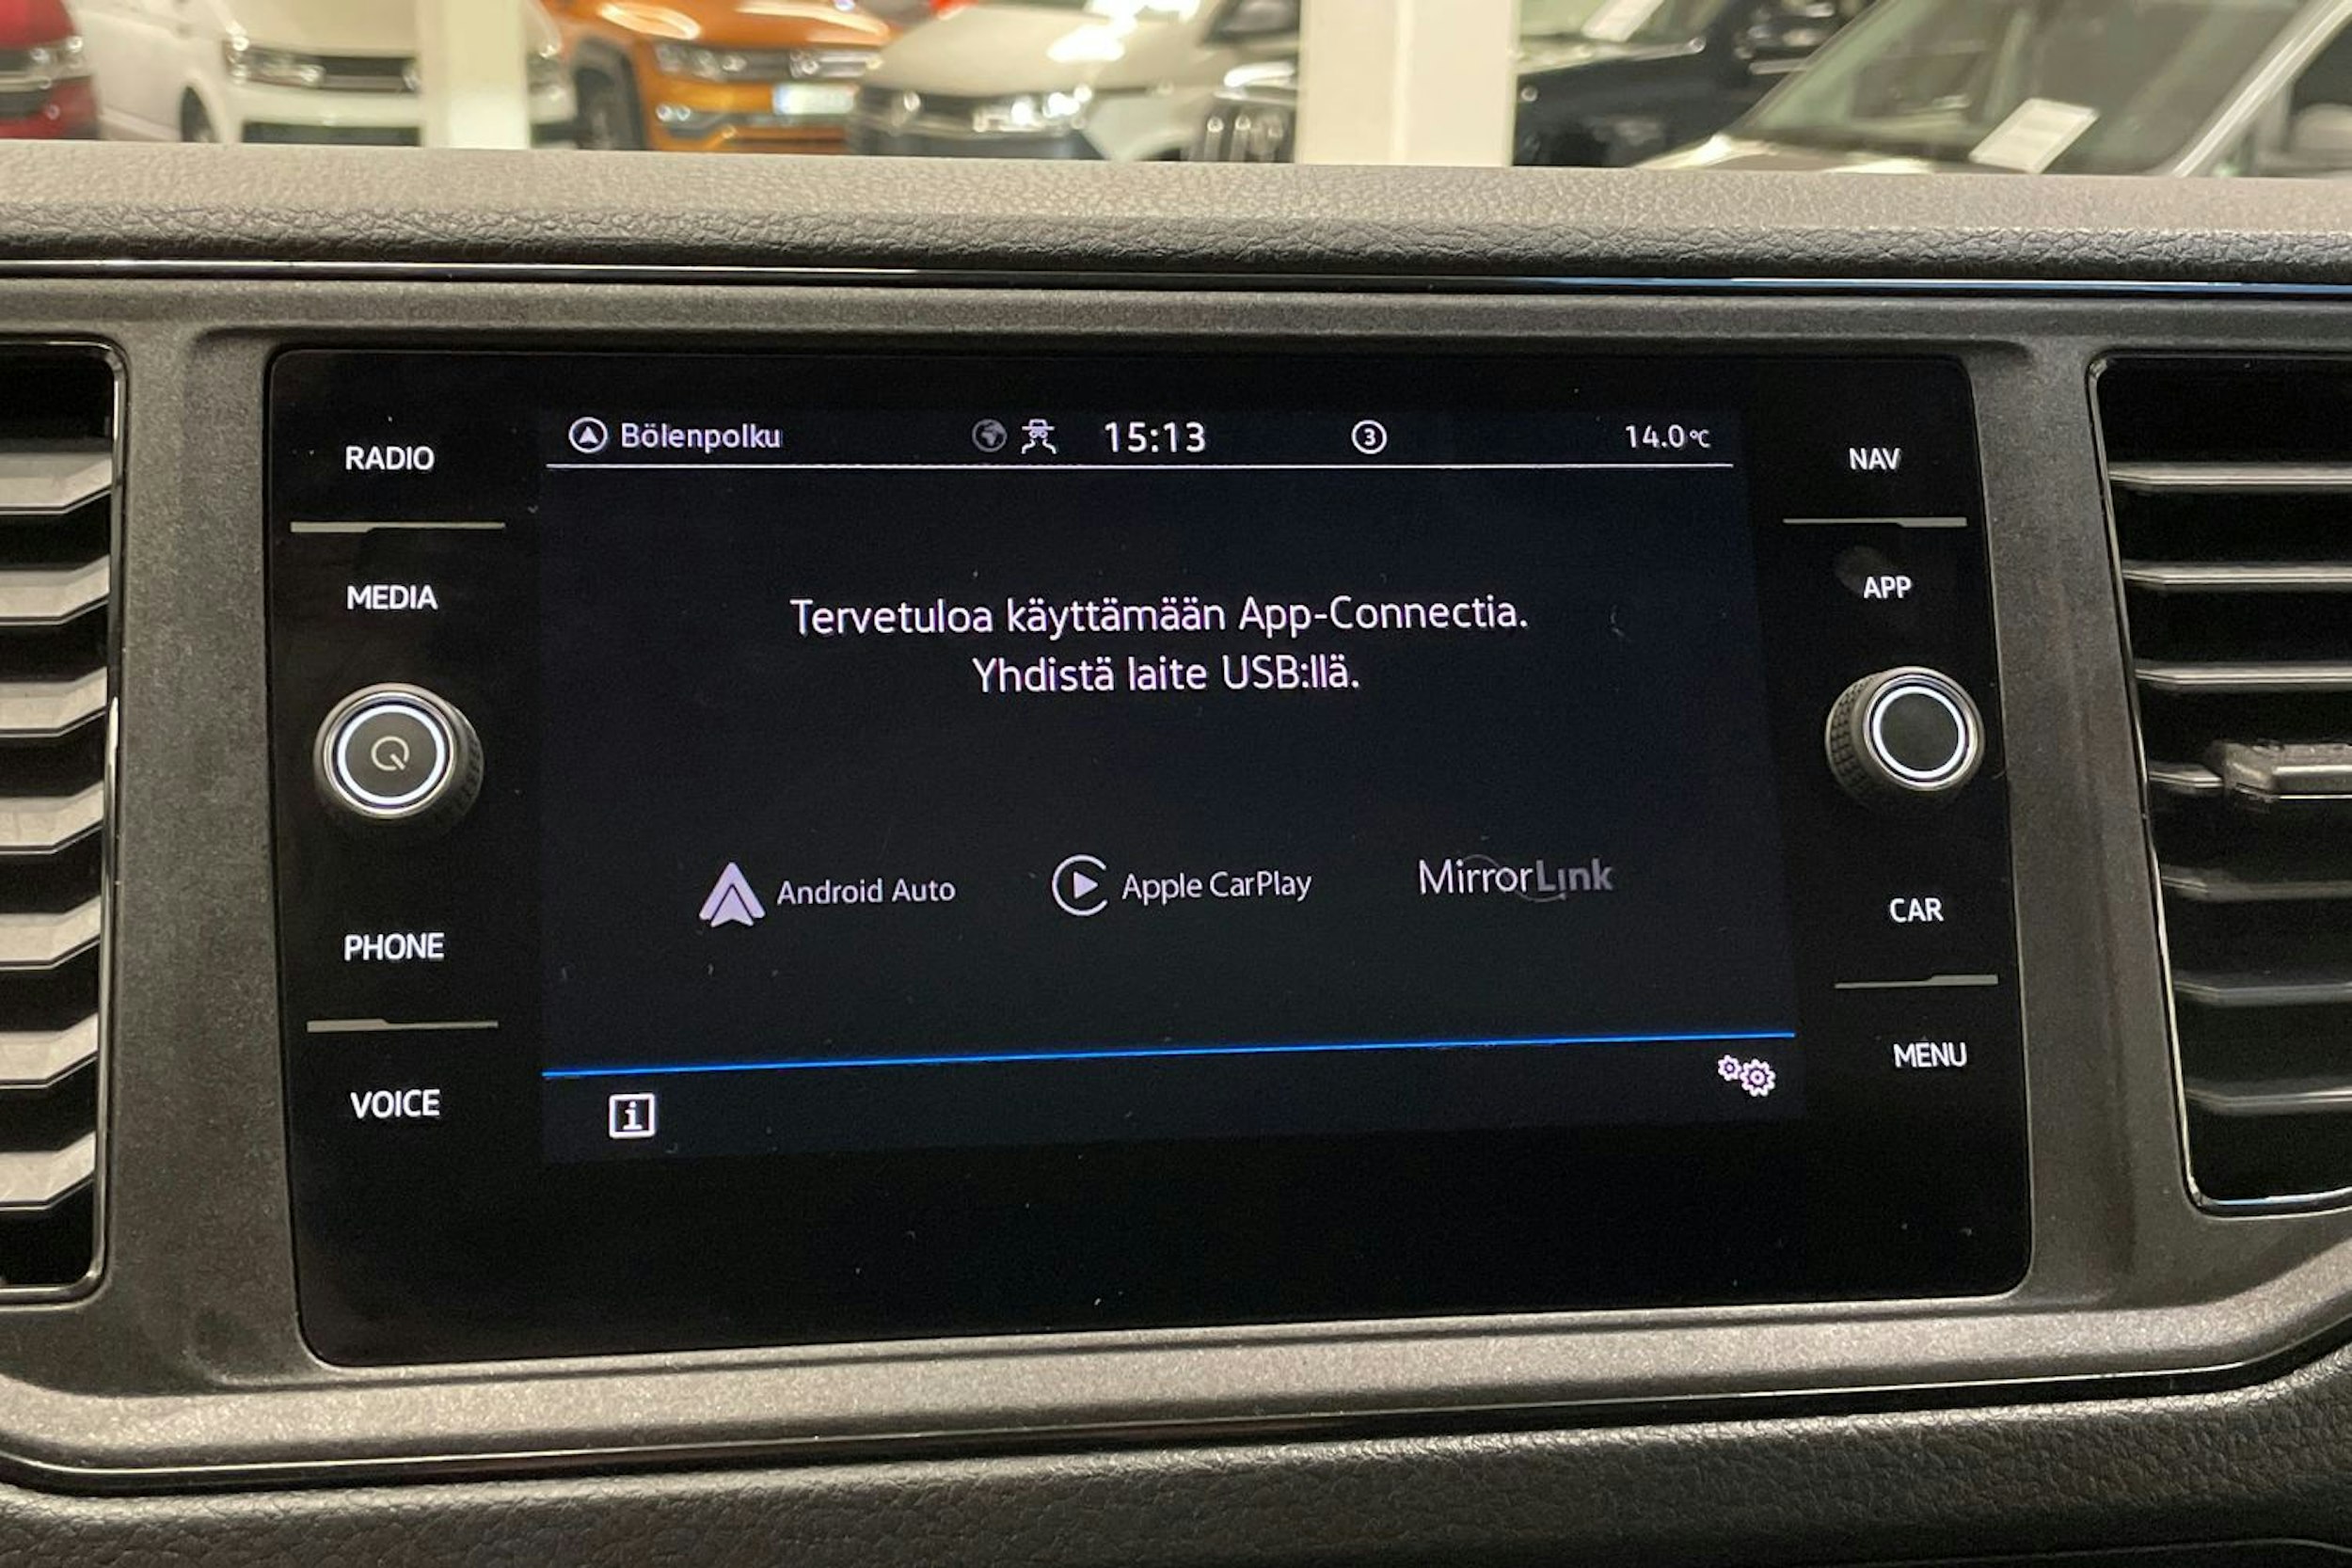 Bölenpolku 15:13 3 14.0°C
RADIO
MEDIA
PHONE
VOICE
Tervetuloa käyttämään App-Connectia.
Yhdistä laite USB:llä.
Android Auto
Apple CarPlay
MirrorLink
i
NAV
APP
CAR
MENU